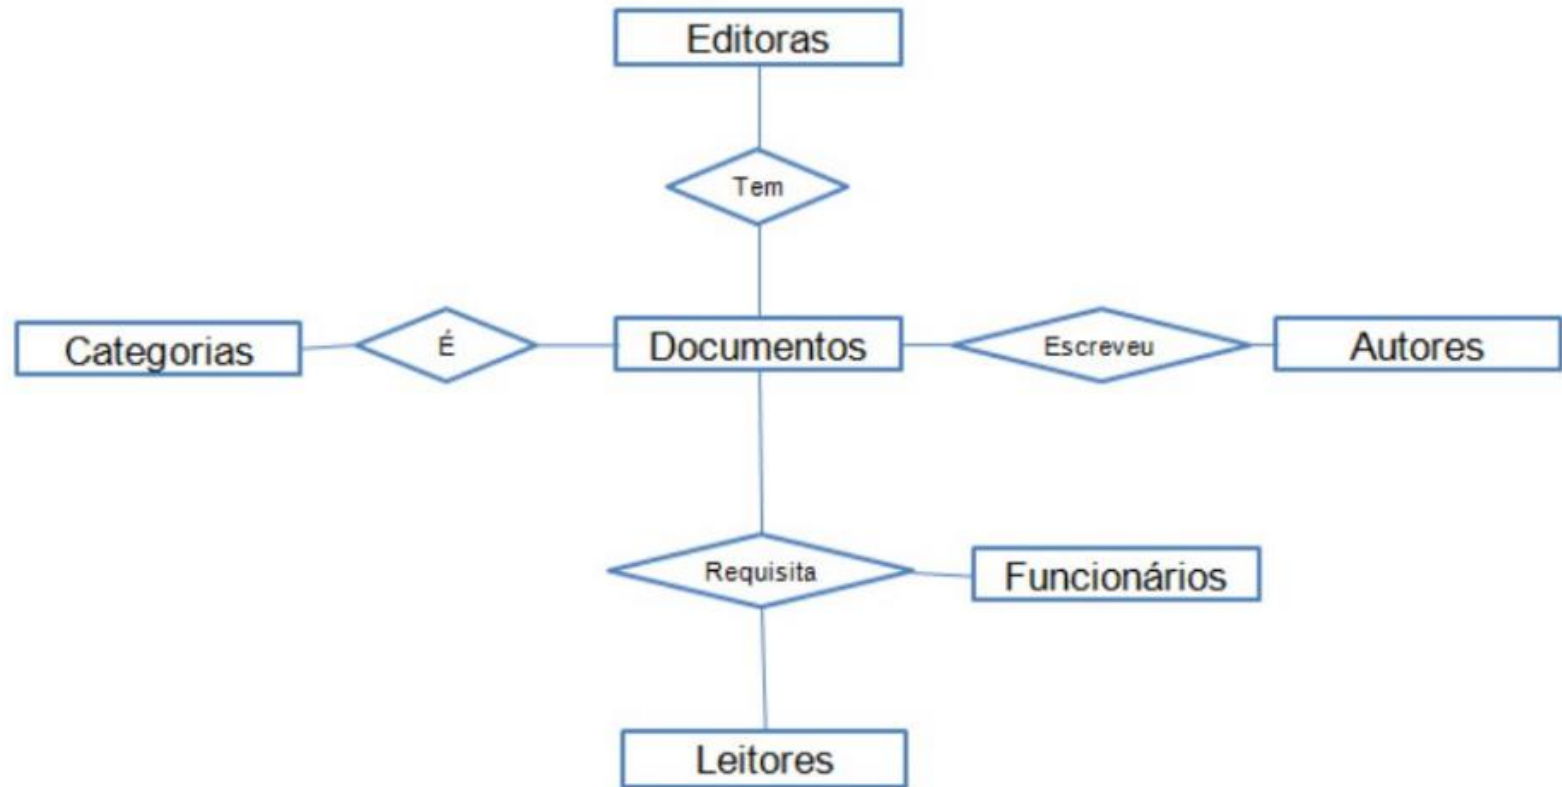 Editoras
Tem
Categorias
É
Documentos
Escreveu
Autores
Requisita
Funcionários
Leitores